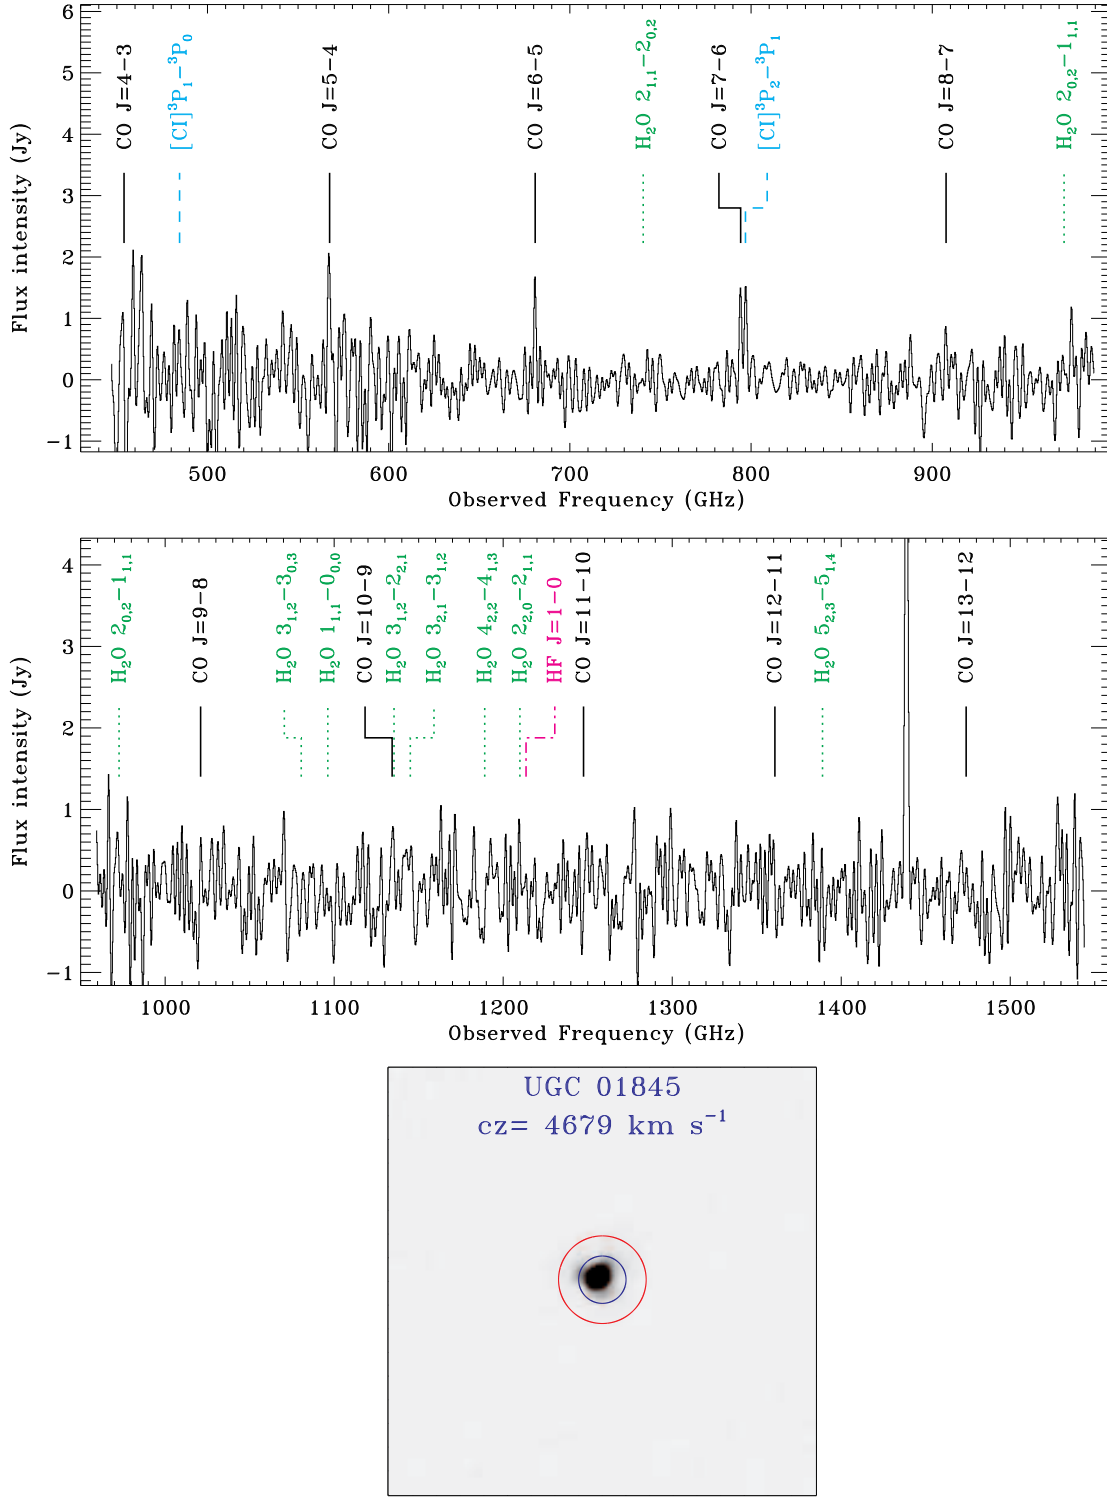 6
5
4
3
2
1
0
−1
Flux intensity (Jy)
CO J=4−3
[CI]³P₁−³P₀
CO J=5−4
CO J=6−5
H₂O 2₁,₁−2₀,₂
CO J=7−6
[CI]³P₂−³P₁
CO J=8−7
H₂O 2₀,₂−1₁,₁
500 600 700 800 900
Observed Frequency (GHz)
4
3
2
1
0
−1
Flux intensity (Jy)
H₂O 2₀,₂−1₁,₁
CO J=9−8
H₂O 3₁,₂−3₀,₃
H₂O 1₁,₁−0₀,₀
CO J=10−9
H₂O 3₁,₂−2₂,₁
H₂O 3₂,₁−3₁,₂
H₂O 4₂,₂−4₁,₃
H₂O 2₂,₀−2₁,₁
HF J=1−0
CO J=11−10
CO J=12−11
H₂O 5₂,₃−5₁,₄
CO J=13−12
1000 1100 1200 1300 1400 1500
Observed Frequency (GHz)
UGC 01845
cz= 4679 km s⁻¹